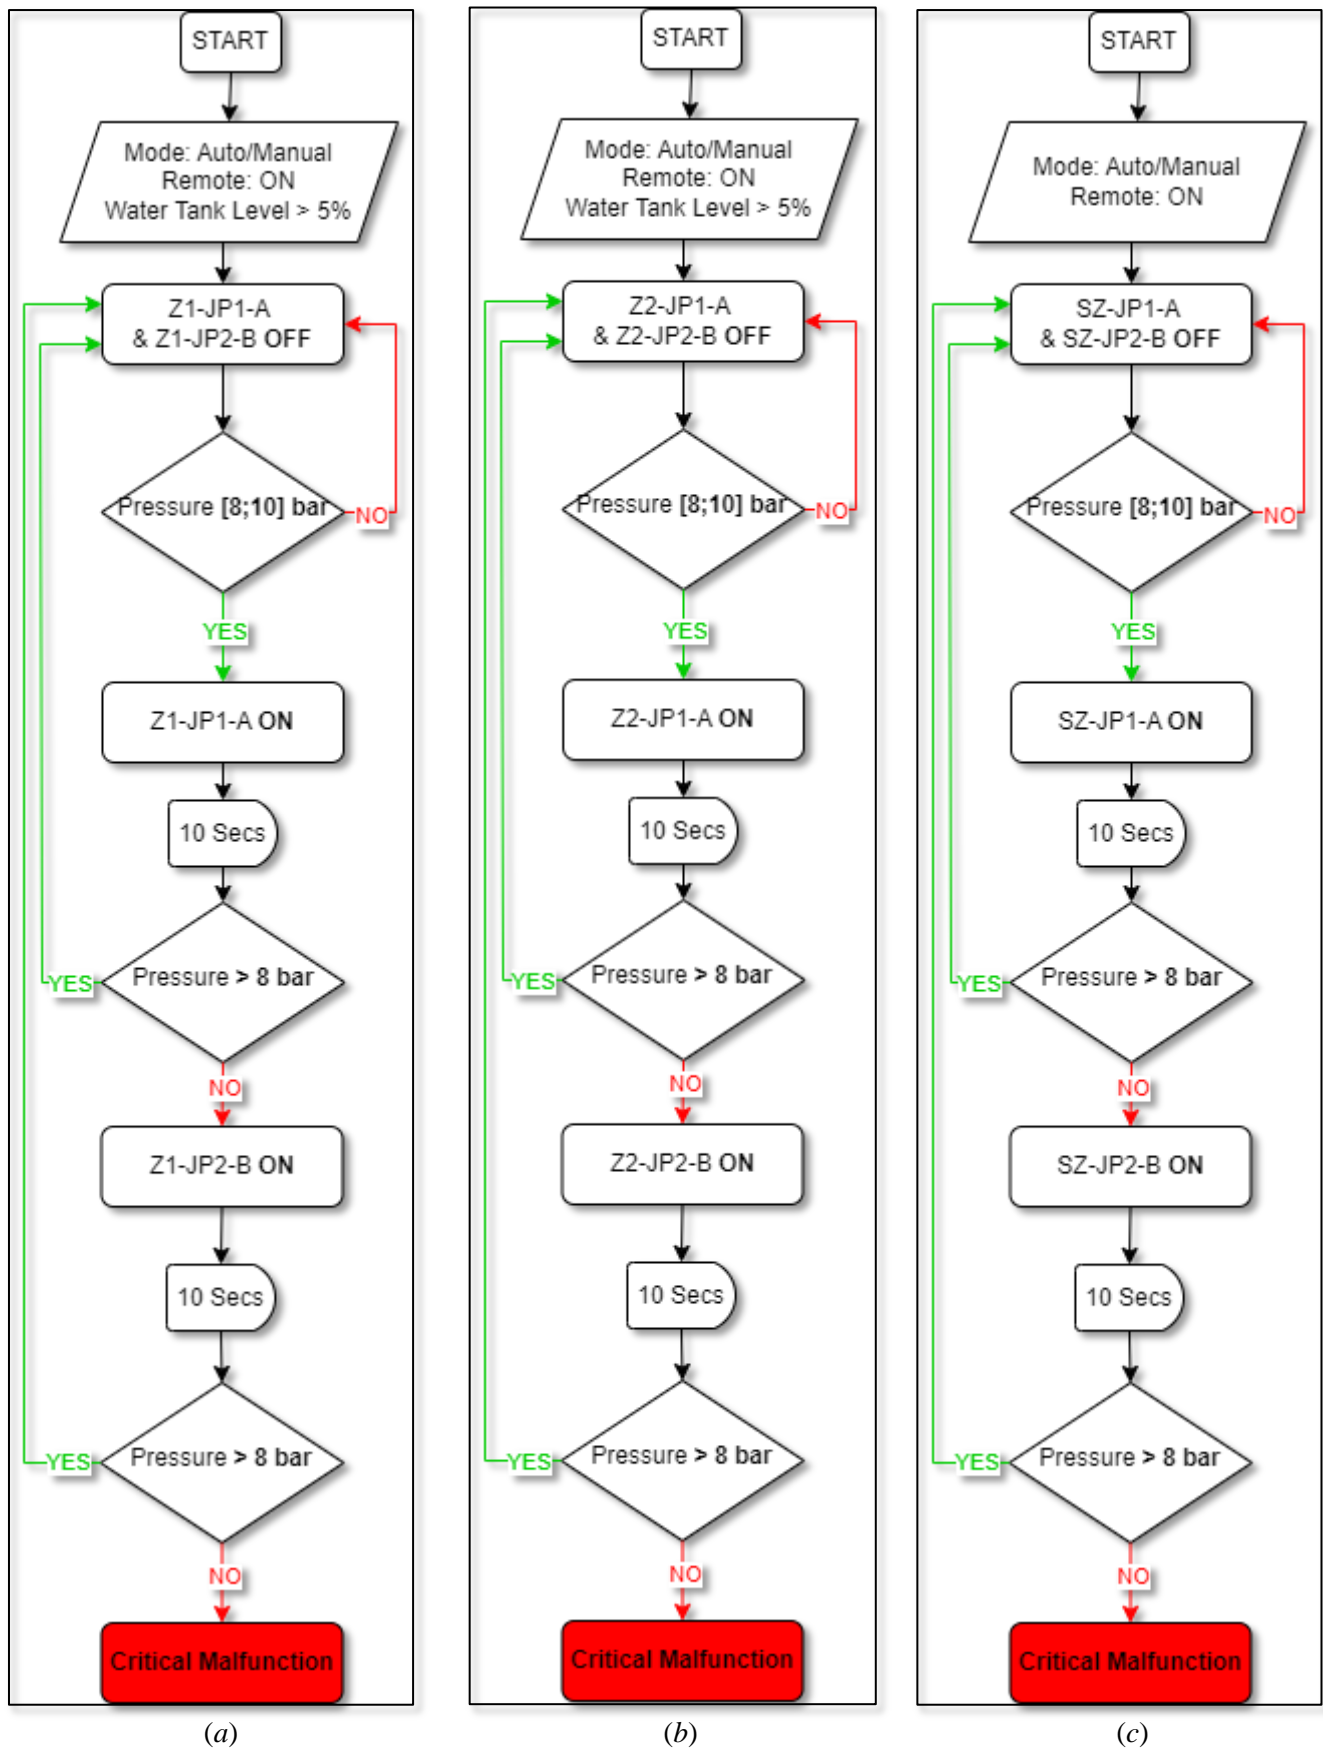 START
Mode: Auto/Manual
Remote: ON
Water Tank Level > 5%
Z1-JP1-A
& Z1-JP2-B OFF
Pressure [8;10] bar
NO
YES
Z1-JP1-A ON
10 Secs
Pressure > 8 bar
YES
NO
Z1-JP2-B ON
10 Secs
Pressure > 8 bar
YES
NO
Critical Malfunction
(a)
START
Mode: Auto/Manual
Remote: ON
Water Tank Level > 5%
Z2-JP1-A
& Z2-JP2-B OFF
Pressure [8;10] bar
NO
YES
Z2-JP1-A ON
10 Secs
Pressure > 8 bar
YES
NO
Z2-JP2-B ON
10 Secs
Pressure > 8 bar
YES
NO
Critical Malfunction
(b)
START
Mode: Auto/Manual
Remote: ON
SZ-JP1-A
& SZ-JP2-B OFF
Pressure [8;10] bar
NO
YES
SZ-JP1-A ON
10 Secs
Pressure > 8 bar
YES
NO
SZ-JP2-B ON
10 Secs
Pressure > 8 bar
YES
NO
Critical Malfunction
(c)